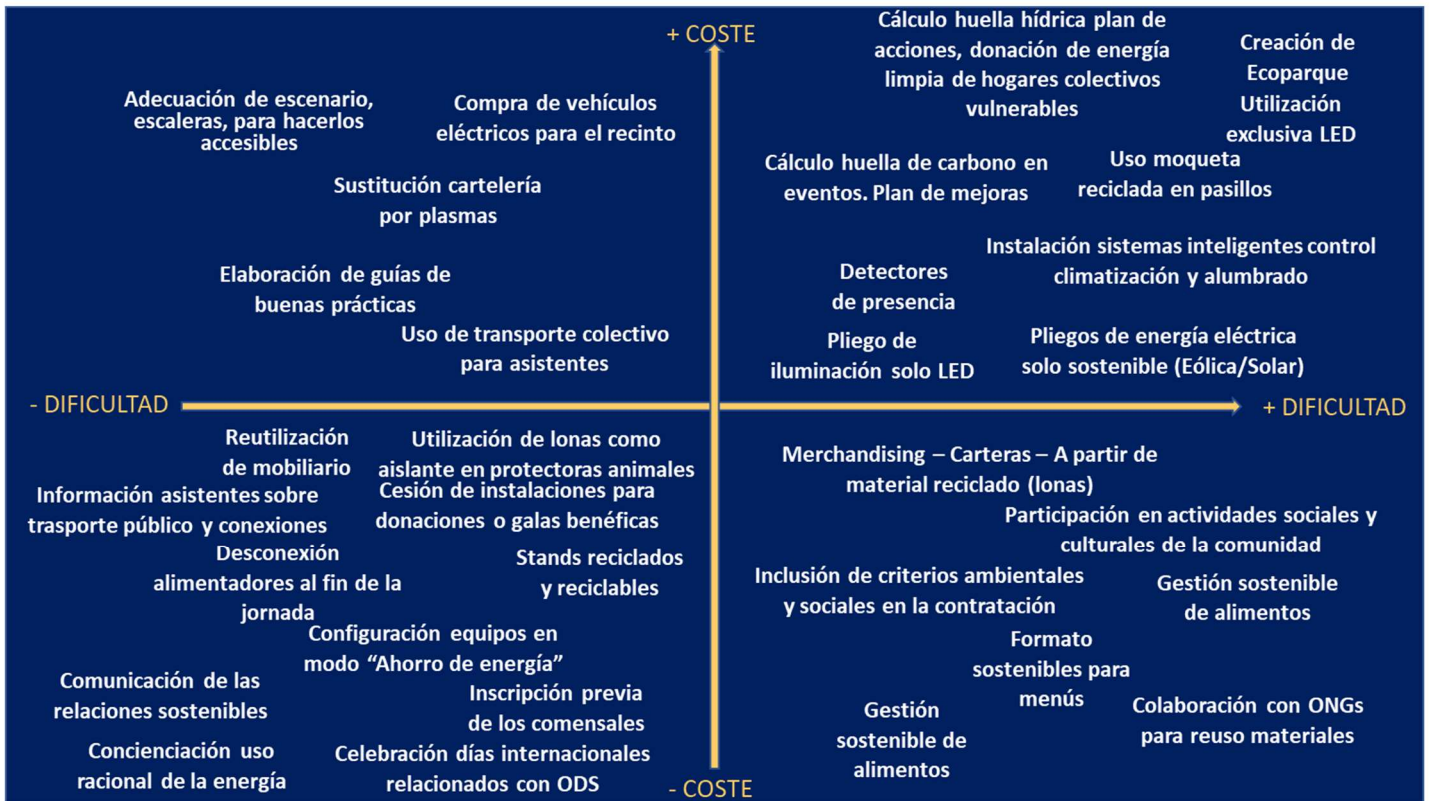 + COSTE
Adecuación de escenario,
escaleras, para hacerlos
accesibles
Compra de vehículos
eléctricos para el recinto
Sustitución cartelería
por plasmas
Elaboración de guías de
buenas prácticas
Uso de transporte colectivo
para asistentes
Cálculo huella hídrica plan de
acciones, donación de energía
limpia de hogares colectivos
vulnerables
Creación de
Ecoparque
Utilización
exclusiva LED
Cálculo huella de carbono en
eventos. Plan de mejoras
Uso moqueta
reciclada en pasillos
Instalación sistemas inteligentes control
climatización y alumbrado
Detectores
de presencia
Pliego de
iluminación solo LED
Pliegos de energía eléctrica
solo sostenible (Eólica/Solar)
- DIFICULTAD
+ DIFICULTAD
Reutilización
de mobiliario
Utilización de lonas como
aislante en protectoras animales
Información asistentes sobre
trasporte público y conexiones
Cesión de instalaciones para
donaciones o galas benéficas
Desconexión
alimentadores al fin de la
jornada
Stands reciclados
y reciclables
Configuración equipos en
modo “Ahorro de energía”
Comunicación de las
relaciones sostenibles
Inscripción previa
de los comensales
Concienciación uso
racional de la energía
Celebración días internacionales
relacionados con ODS
Merchandising – Carteras – A partir de
material reciclado (lonas)
Participación en actividades sociales y
culturales de la comunidad
Inclusión de criterios ambientales
y sociales en la contratación
Gestión sostenible
de alimentos
Formato
sostenibles para
menús
Gestión
sostenible de
alimentos
Colaboración con ONGs
para reuso materiales
- COSTE